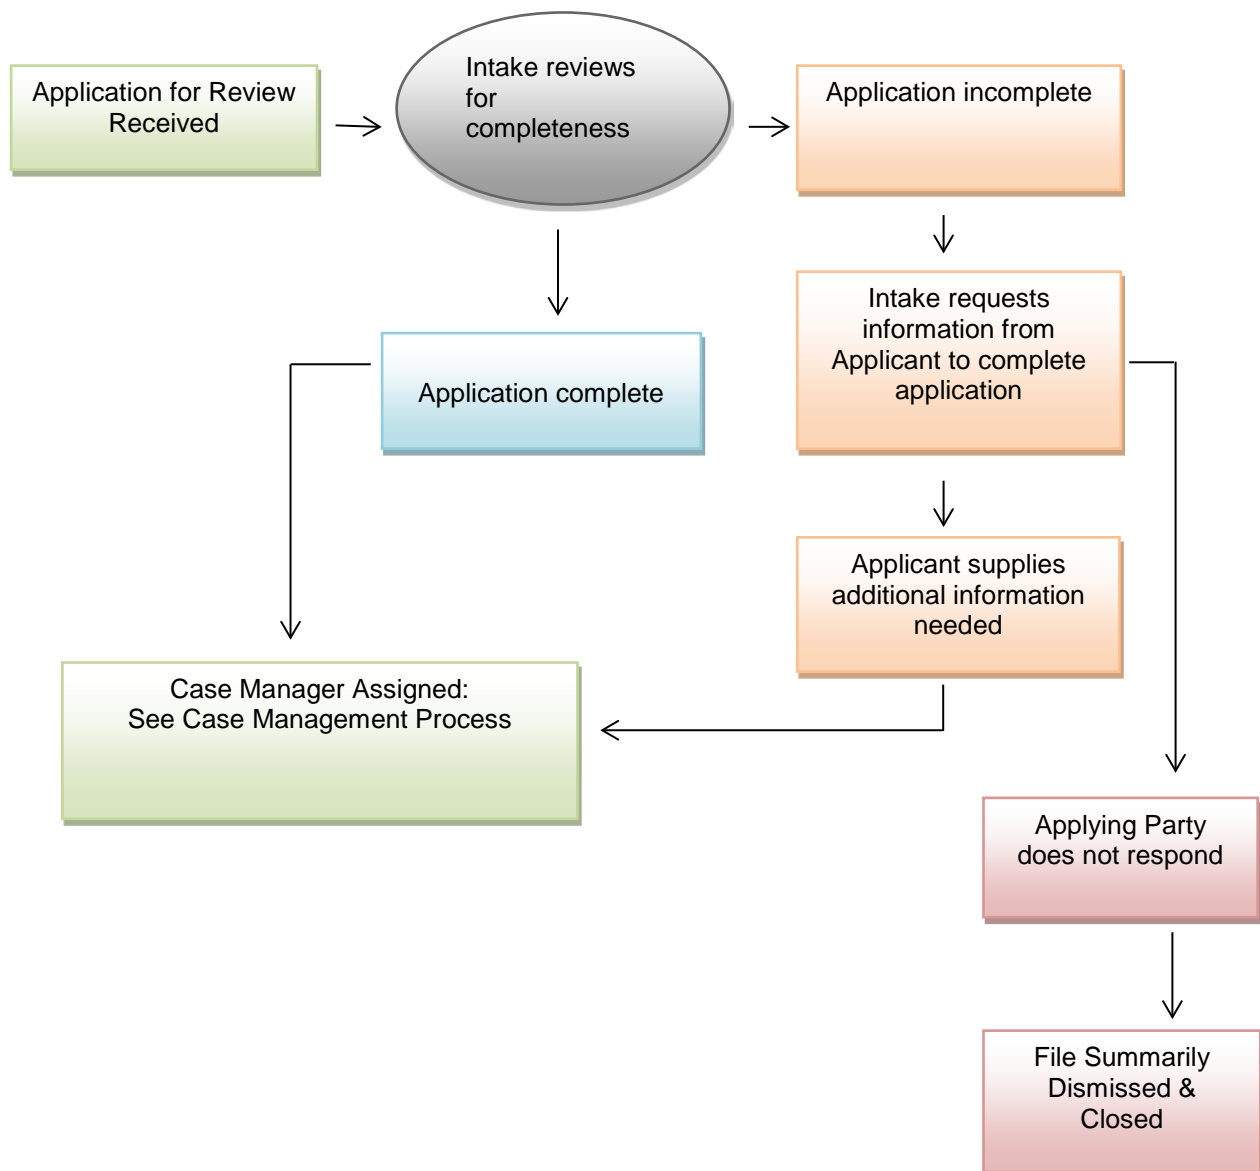 Application for Review
Received
Intake reviews
for
completeness
Application incomplete
Intake requests
information from
Applicant to complete
application
Application complete
Applicant supplies
additional information
needed
Case Manager Assigned:
See Case Management Process
Applying Party
does not respond
File Summarily
Dismissed &
Closed